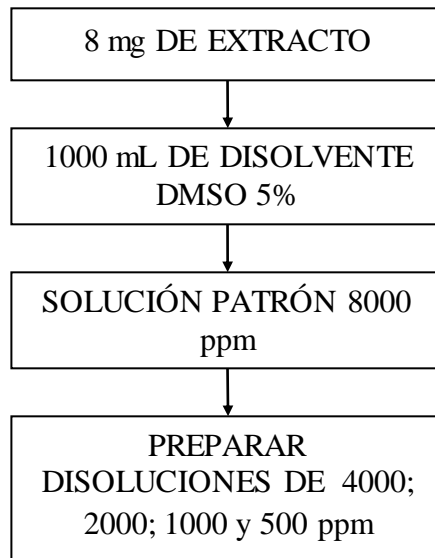 8 mg DE EXTRACTO
1000 mL DE DISOLVENTE
DMSO 5%
SOLUCIÓN PATRÓN 8000
ppm
PREPARAR
DISOLUCIONES DE 4000;
2000; 1000 y 500 ppm